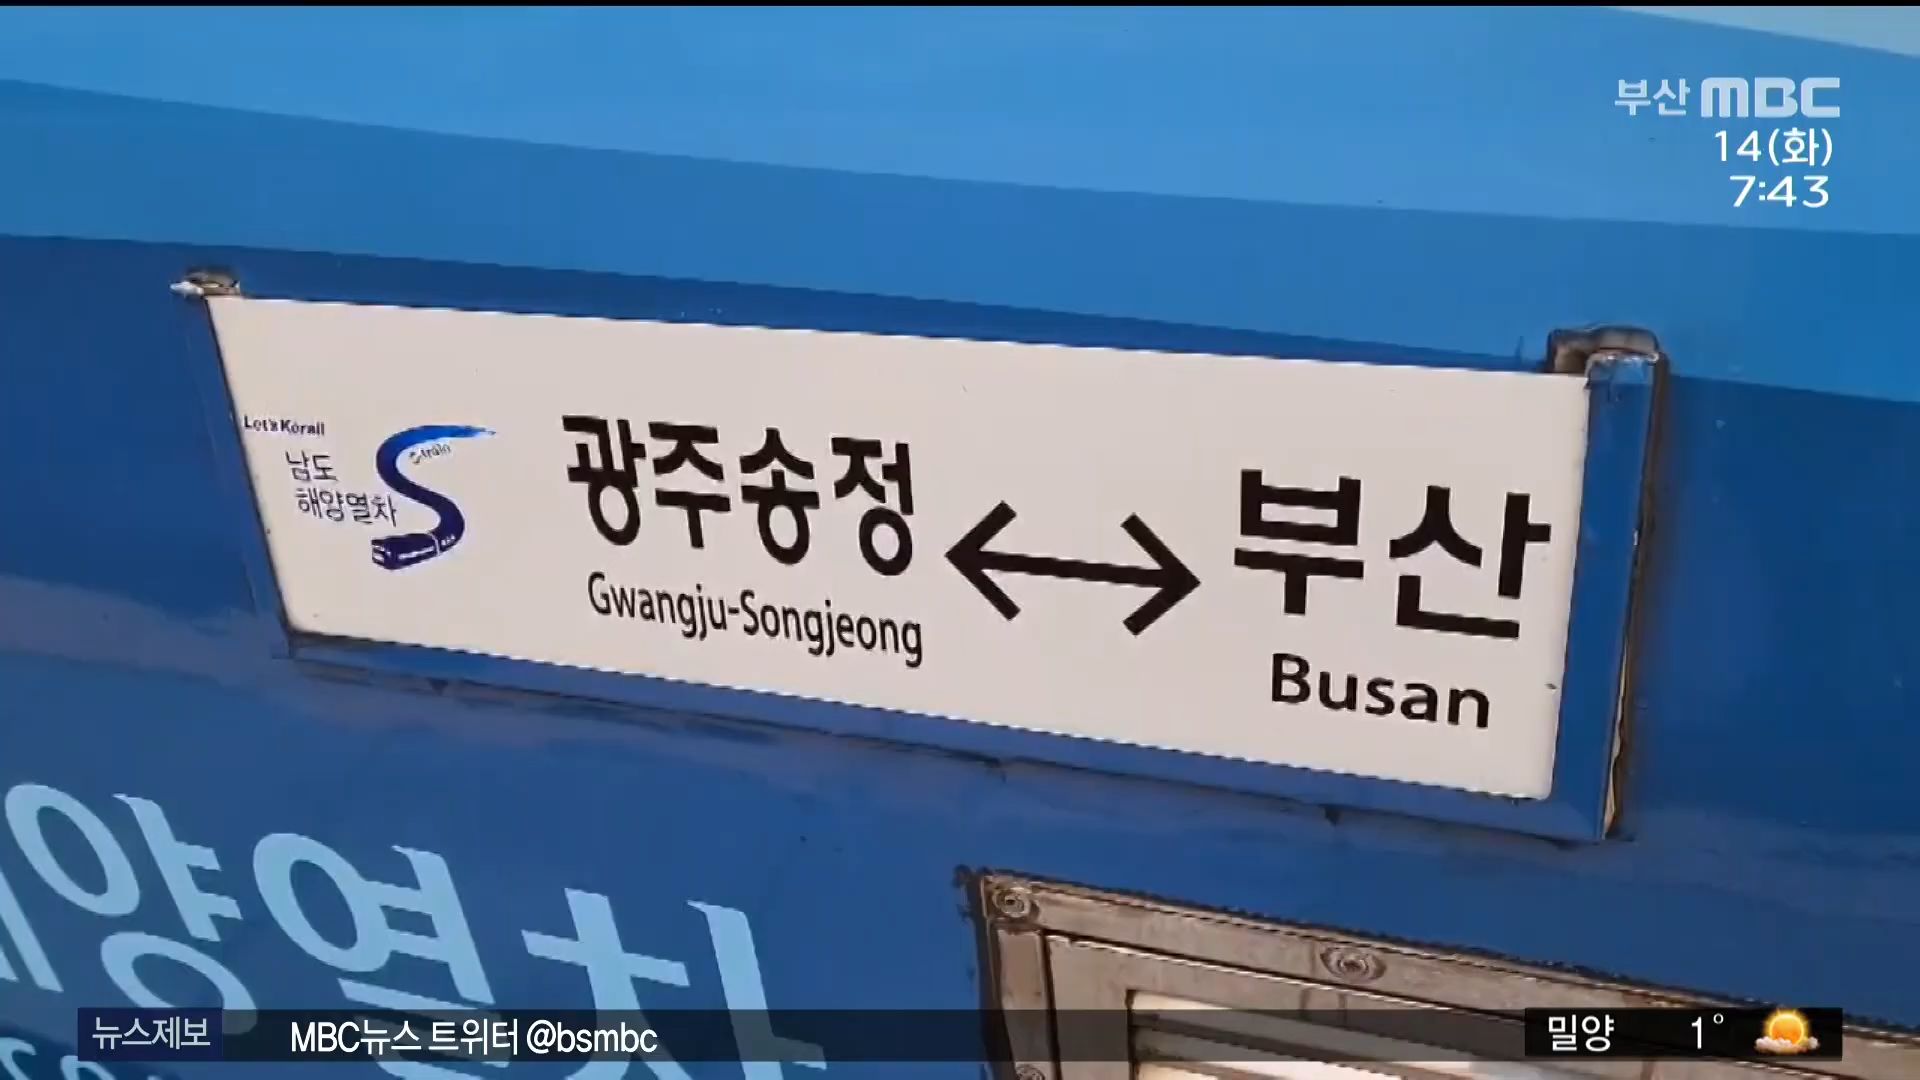 부산 MBC
14(화)
7:43
Let's Korail
남도
해양열차
S-train
광주송정
Gwangju-Songjeong
부산
Busan
양열차
뉴스제보
MBC뉴스 트위터 @bsmbc
밀양
1°